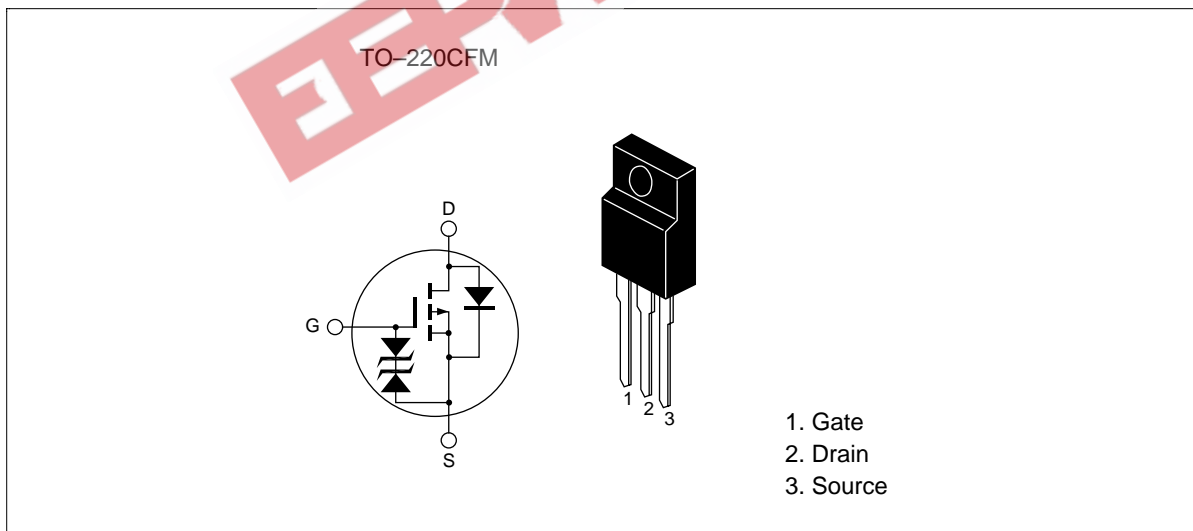 TO–220CFM
D
G
S
1
2
3
1. Gate
2. Drain
3. Source